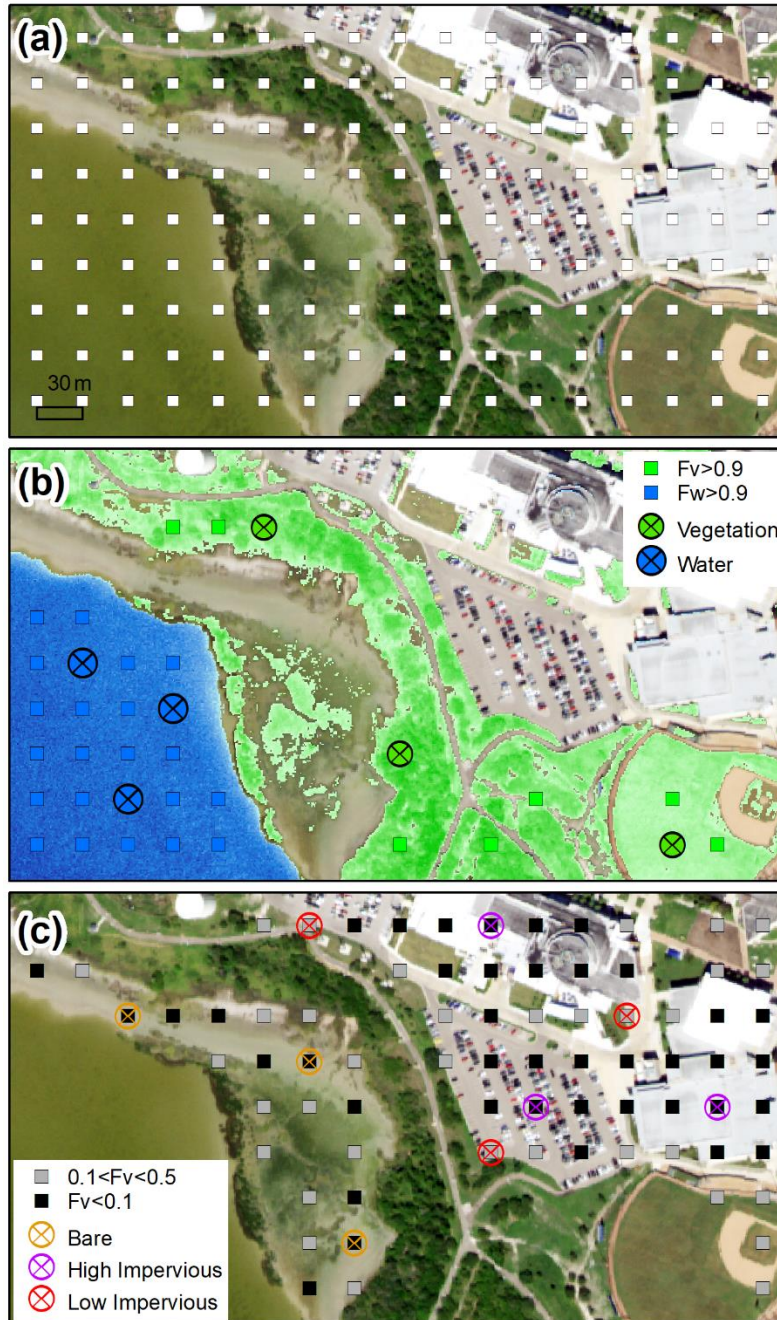 (a)
30 m
(b)
Fv>0.9
Fw>0.9
Vegetation
Water
(c)
0.1<Fv<0.5
Fv<0.1
Bare
High Impervious
Low Impervious